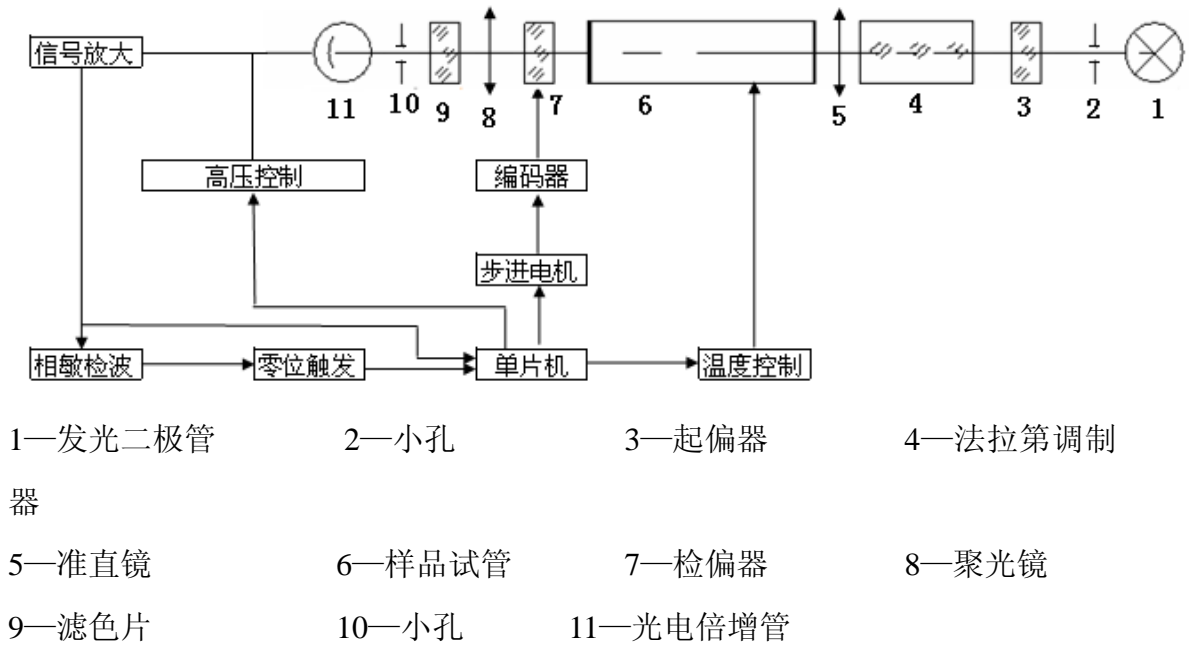 信号放大
11
10
9
8
7
6
5
4
3
2
1
高压控制
编码器
步进电机
相敏检波
零位触发
单片机
温度控制
1—发光二极管 2—小孔 3—起偏器 4—法拉第调制
器
5—准直镜 6—样品试管 7—检偏器 8—聚光镜
9—滤色片 10—小孔 11—光电倍增管